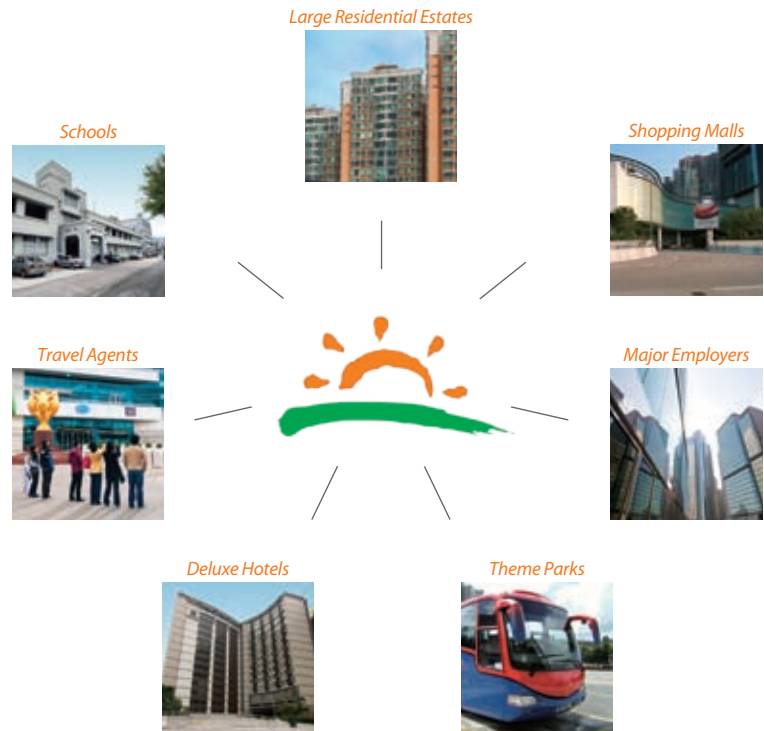 Large Residential Estates
Schools
Shopping Malls
Travel Agents
Major Employers
Deluxe Hotels
Theme Parks